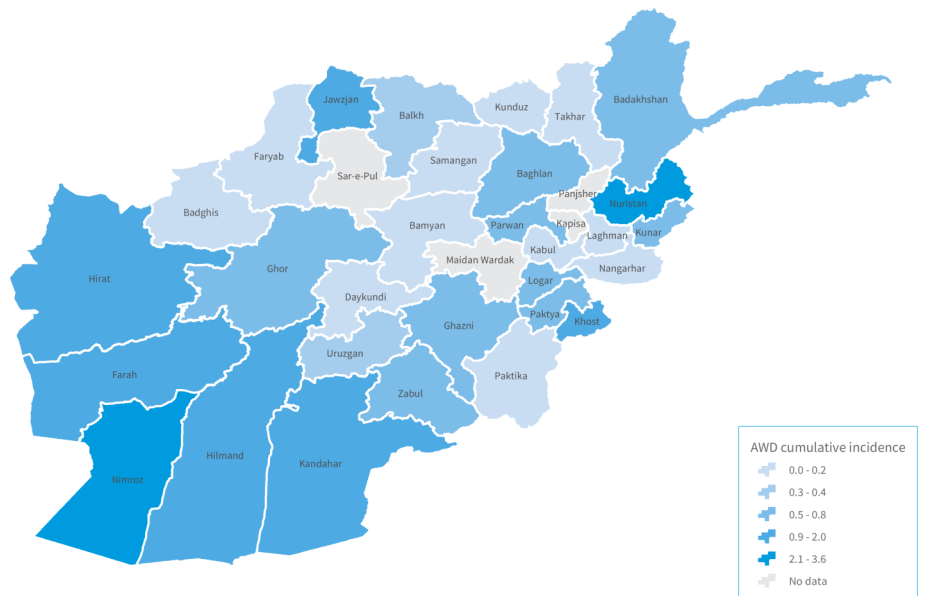 Badakhshan
Jawzjan
Kunduz
Balkh
Takhar
Faryab
Samangan
Baghlan
Sar-e-Pul
Panjsher
Nuristan
Badghis
Bamyan
Parwan
Kapisa
Kunar
Laghman
Kabul
Maidan Wardak
Nangarhar
Ghor
Hirat
Logar
Daykundi
Paktya
Khost
Ghazni
Uruzgan
Farah
Paktika
Zabul
Hilmand
Kandahar
Nimroz
AWD cumulative incidence
0.0 - 0.2
0.3 - 0.4
0.5 - 0.8
0.9 - 2.0
2.1 - 3.6
No data